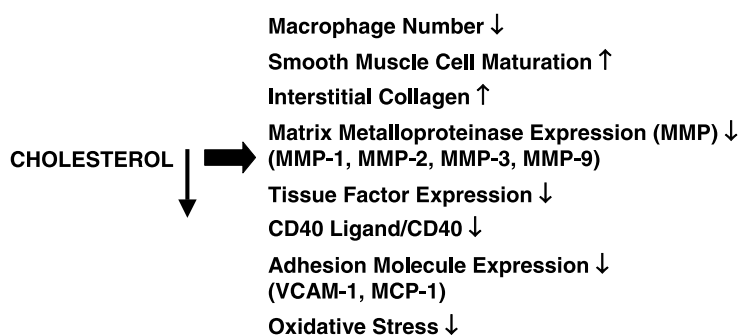 Macrophage Number ↓
Smooth Muscle Cell Maturation ↑
Interstitial Collagen ↑
Matrix Metalloproteinase Expression (MMP) ↓
CHOLESTEROL
(MMP-1, MMP-2, MMP-3, MMP-9)
Tissue Factor Expression ↓
CD40 Ligand/CD40 ↓
Adhesion Molecule Expression ↓
(VCAM-1, MCP-1)
Oxidative Stress ↓